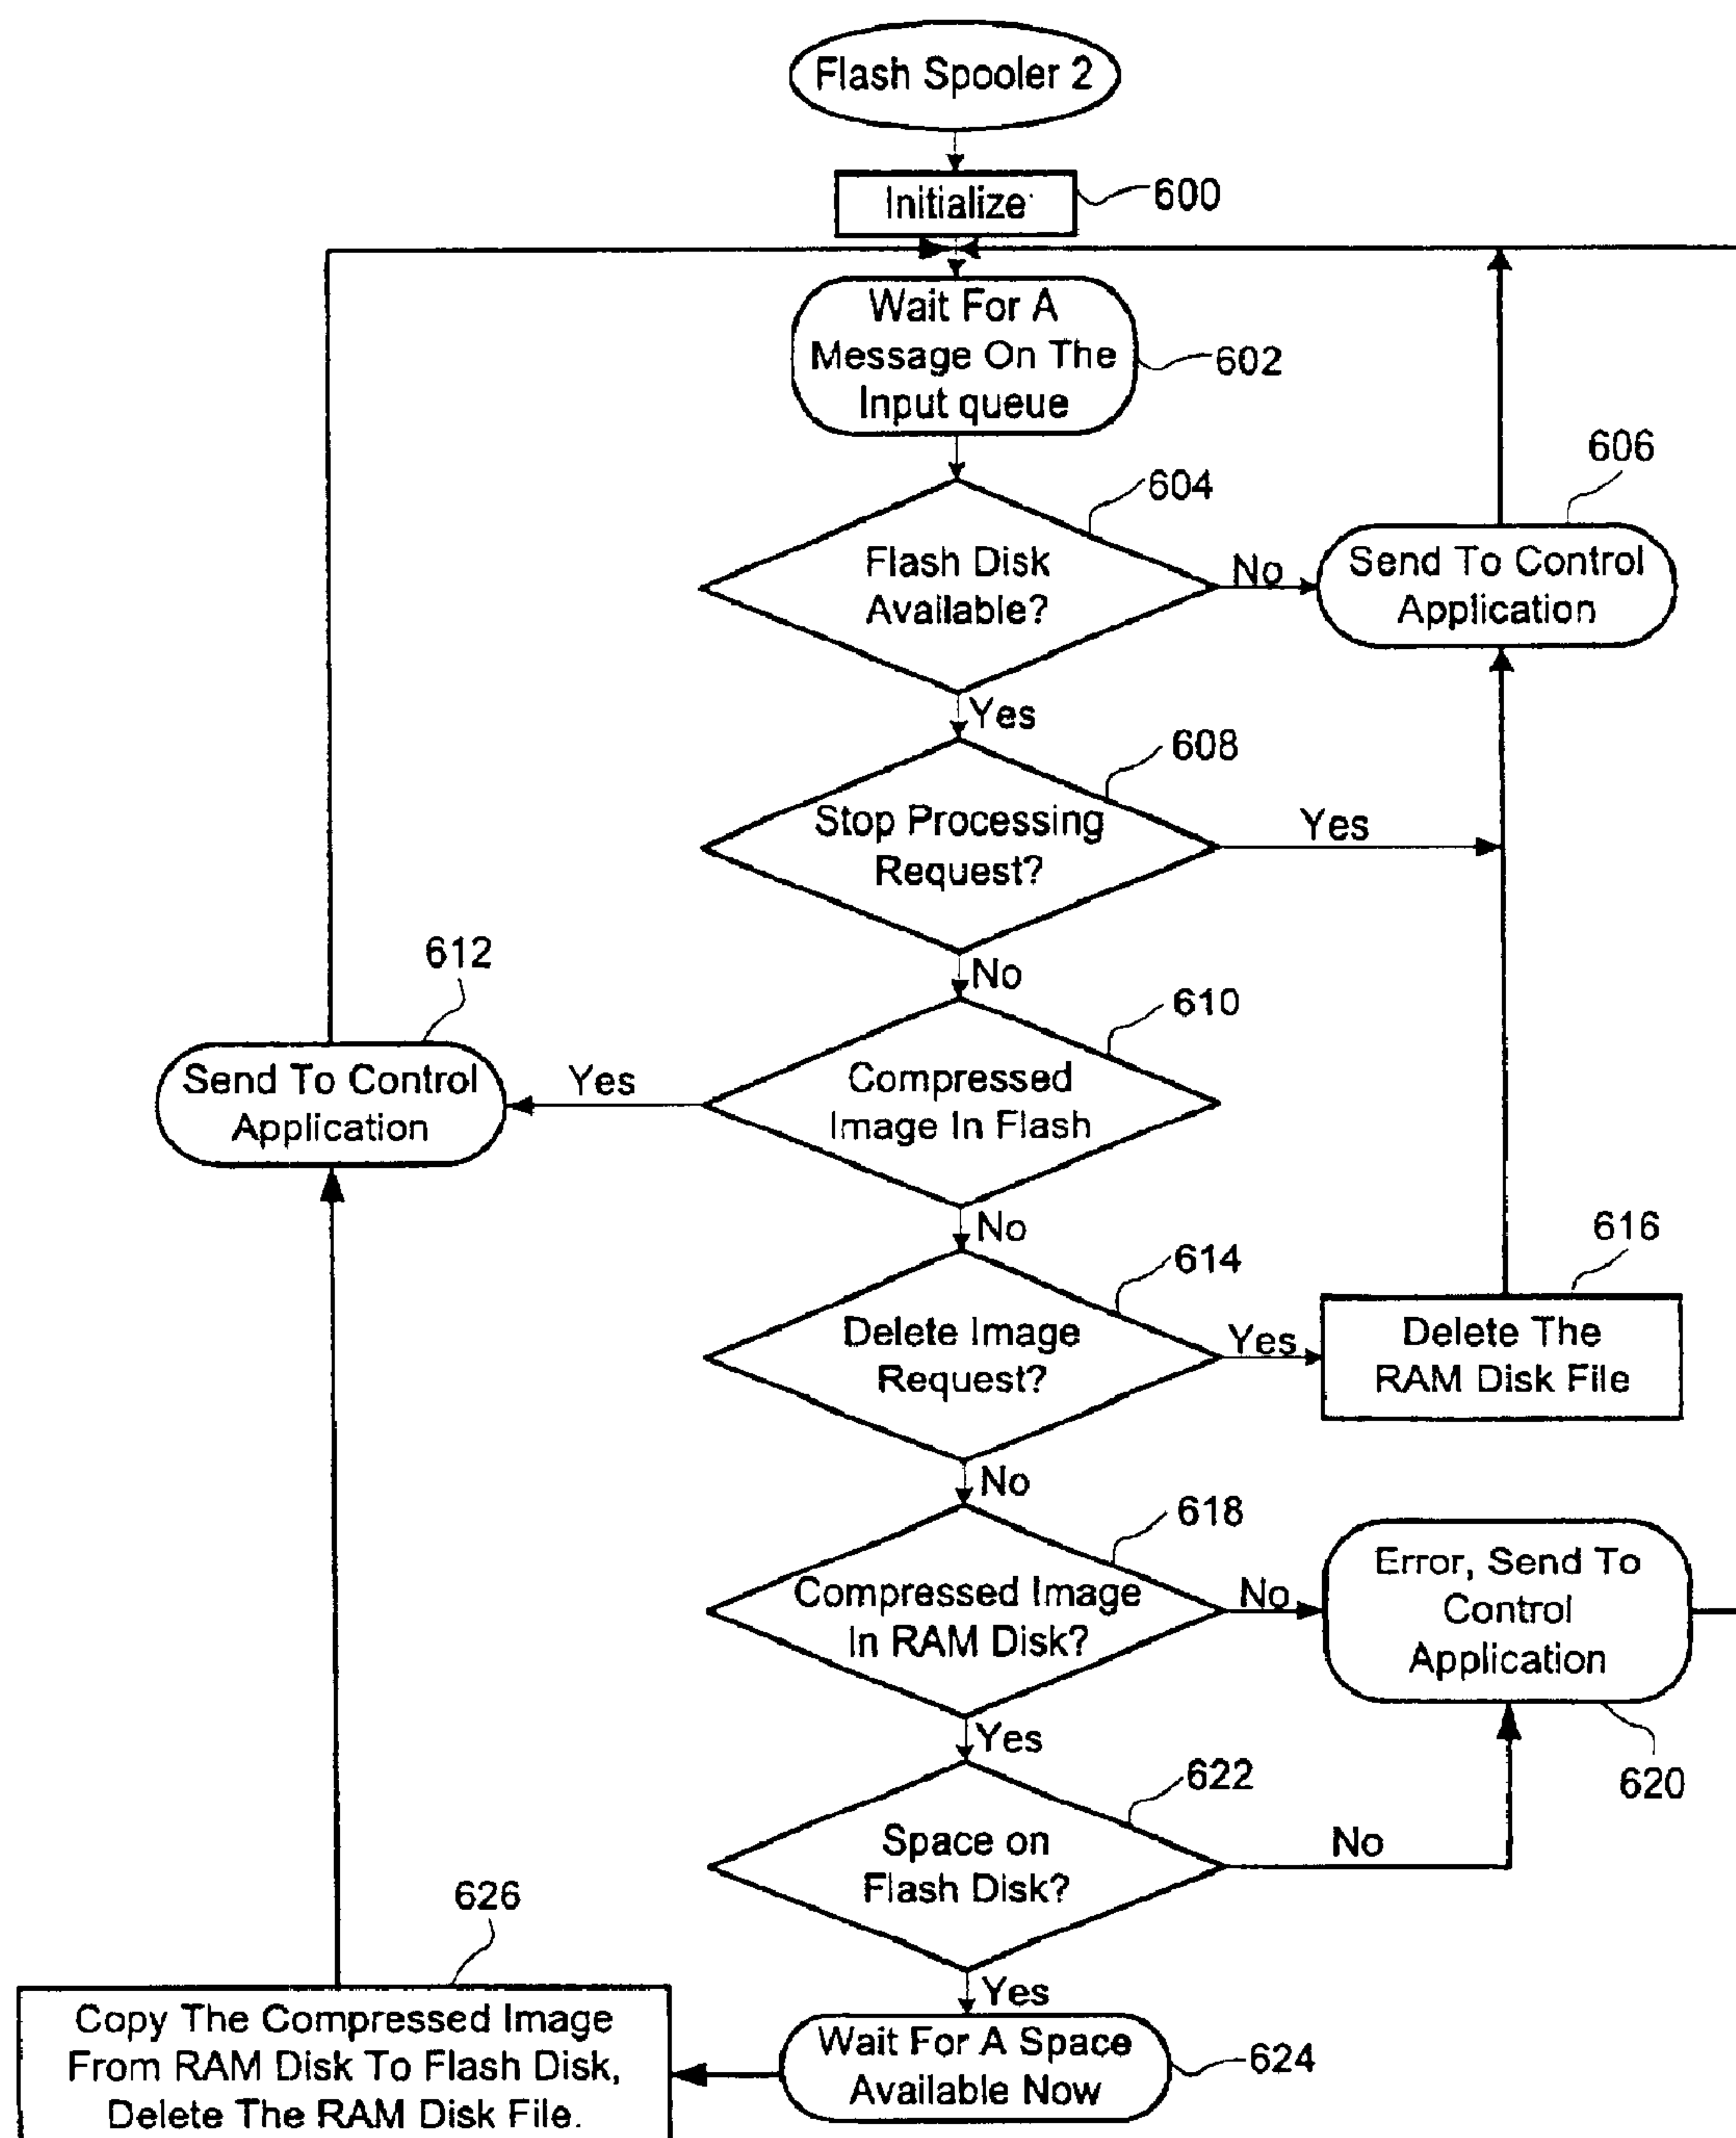 Flash Spooler 2
Initialize
600
Wait For A
Message On The
Input queue
602
604
Flash Disk
Available?
No
606
Send To Control
Application
Yes
608
Stop Processing
Request?
Yes
No
610
612
Send To Control
Application
Yes
Compressed
Image In Flash
No
614
Delete Image
Request?
Yes
616
Delete The
RAM Disk File
No
618
Compressed Image
In RAM Disk?
No
Error, Send To
Control
Application
620
Yes
622
Space on
Flash Disk?
No
Yes
Wait For A Space
Available Now
624
626
Copy The Compressed Image
From RAM Disk To Flash Disk,
Delete The RAM Disk File.